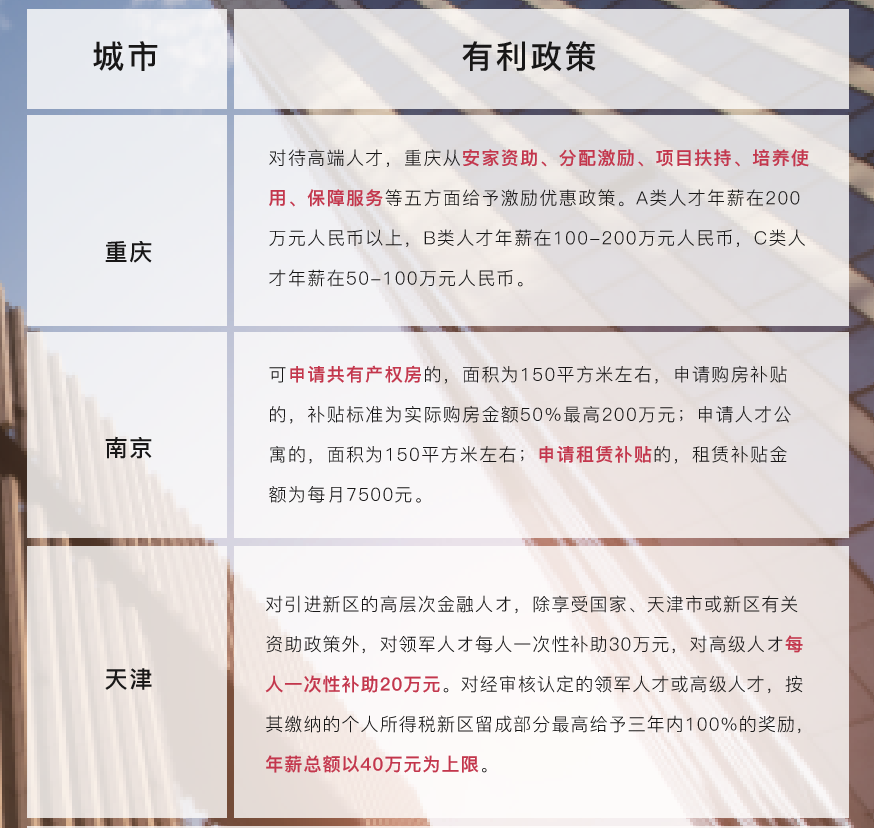 城市
有利政策
重庆
对待高端人才，重庆从安家资助、分配激励、项目扶持、培养使
用、保障服务等五方面给予激励优惠政策。A类人才年薪在200
万元人民币以上，B类人才年薪在100-200万元人民币，C类人
才年薪在50-100万元人民币。
南京
可申请共有产权房的，面积为150平方米左右，申请购房补贴
的，补贴标准为实际购房金额50%最高200万元；申请人才公
寓的，面积为150平方米左右；申请租赁补贴的，租赁补贴金
额为每月7500元。
天津
对引进新区的高层次金融人才，除享受国家、天津市或新区有关
资助政策外，对领军人才每人一次性补助30万元，对高级人才每
人一次性补助20万元。对经审核认定的领军人才或高级人才，按
其缴纳的个人所得税新区留成部分最高给予三年内100%的奖励，
年薪总额以40万元为上限。